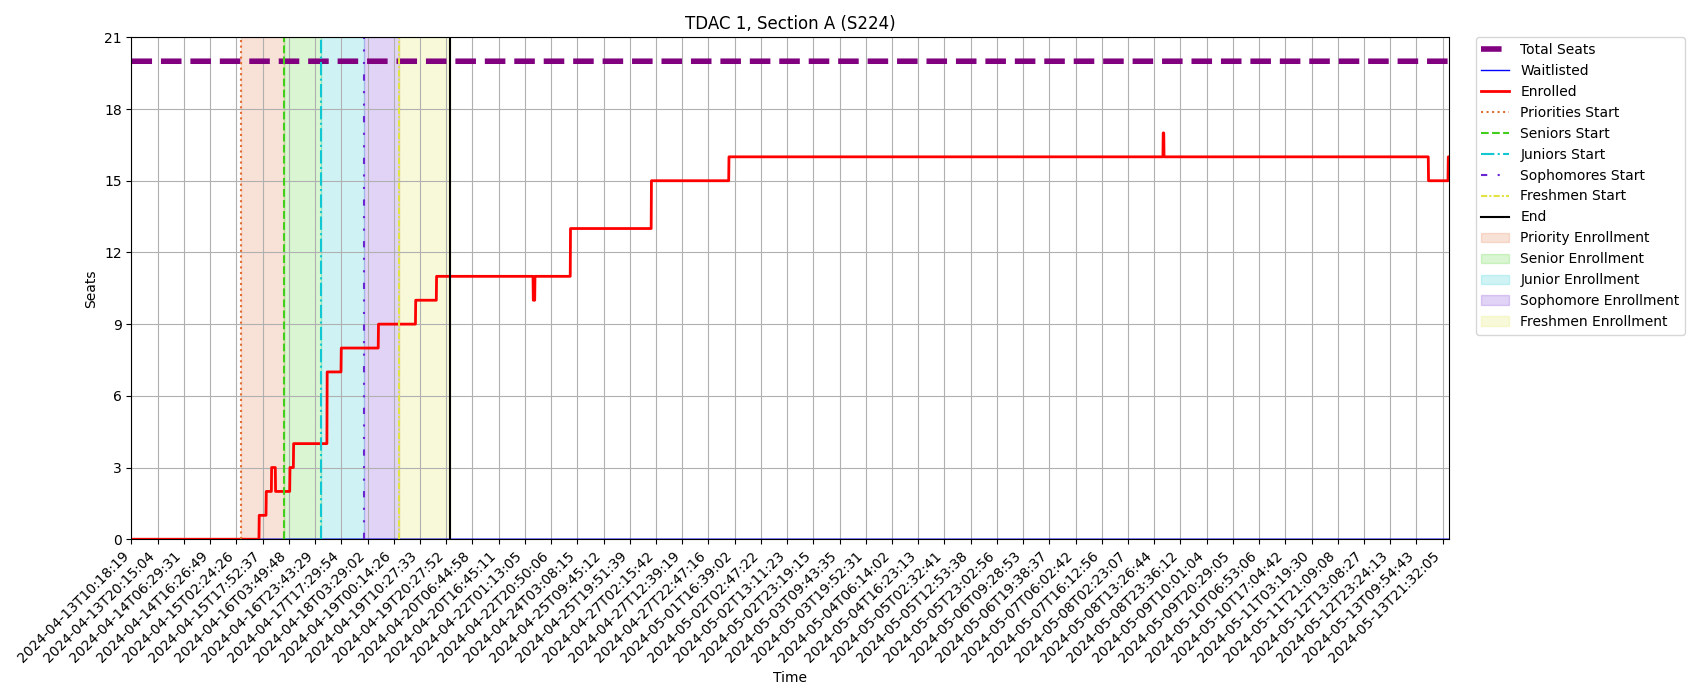 TDAC 1, Section A (S224)
Seats
21
18
15
12
9
6
3
0
2024-04-13T10:18:19
2024-04-13T20:15:04
2024-04-14T06:29:31
2024-04-14T16:26:49
2024-04-15T02:24:26
2024-04-15T17:52:37
2024-04-16T03:49:48
2024-04-16T23:43:29
2024-04-17T17:29:54
2024-04-18T03:29:02
2024-04-19T00:14:26
2024-04-19T10:27:33
2024-04-19T20:27:52
2024-04-20T06:44:58
2024-04-20T16:45:11
2024-04-22T01:13:05
2024-04-22T20:50:06
2024-04-24T03:08:15
2024-04-25T09:45:12
2024-04-25T19:51:39
2024-04-27T02:15:42
2024-04-27T12:39:19
2024-04-27T22:47:16
2024-05-01T16:39:02
2024-05-02T02:47:22
2024-05-02T13:11:23
2024-05-02T23:19:15
2024-05-03T09:43:35
2024-05-03T19:52:31
2024-05-04T06:14:02
2024-05-04T16:23:13
2024-05-05T02:32:41
2024-05-05T12:53:38
2024-05-05T23:02:56
2024-05-06T09:28:53
2024-05-06T19:38:37
2024-05-07T06:02:42
2024-05-07T16:12:56
2024-05-08T02:23:07
2024-05-08T13:26:44
2024-05-08T23:36:12
2024-05-09T10:01:04
2024-05-09T20:29:05
2024-05-10T06:53:06
2024-05-10T17:04:42
2024-05-11T03:19:30
2024-05-11T21:09:08
2024-05-12T13:08:27
2024-05-12T23:24:13
2024-05-13T09:54:43
2024-05-13T21:32:05
Time
Total Seats
Waitlisted
Enrolled
Priorities Start
Seniors Start
Juniors Start
Sophomores Start
Freshmen Start
End
Priority Enrollment
Senior Enrollment
Junior Enrollment
Sophomore Enrollment
Freshmen Enrollment